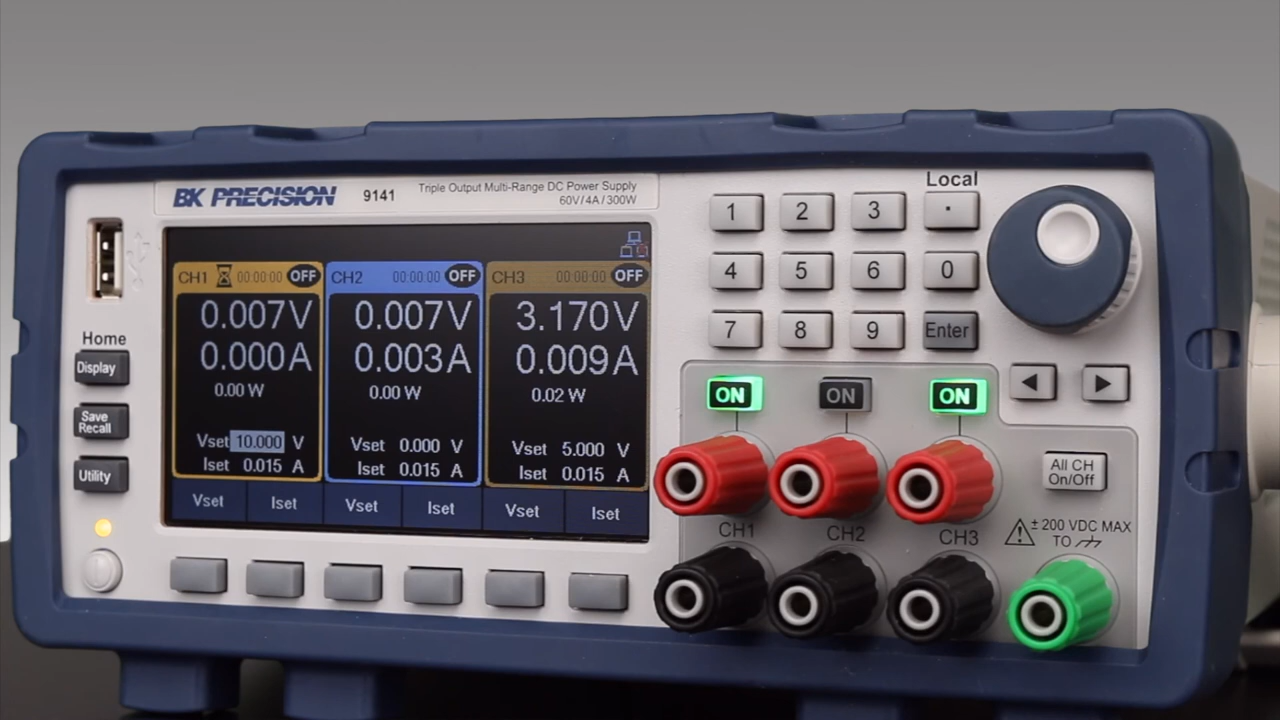 BK PRECISION 9141 Triple Output Multi-Range DC Power Supply
60V/4A/300W
Home
Display
Save
Recall
Utility
CH1 00:00:00 OFF
0.007V
0.000A
0.00 W
Vset 10.000 V
Iset 0.015 A
Vset Iset
CH2 00:00:00 OFF
0.007V
0.003A
0.00 W
Vset 0.000 V
Iset 0.015 A
Vset Iset
CH3 00:00:00 OFF
3.170V
0.009A
0.02 W
Vset 5.000 V
Iset 0.015 A
Vset Iset
Local
1 2 3 .
4 5 6 0
7 8 9 Enter
ON ON ON
All CH
On/Off
CH1 CH2 CH3
± 200 VDC MAX
TO